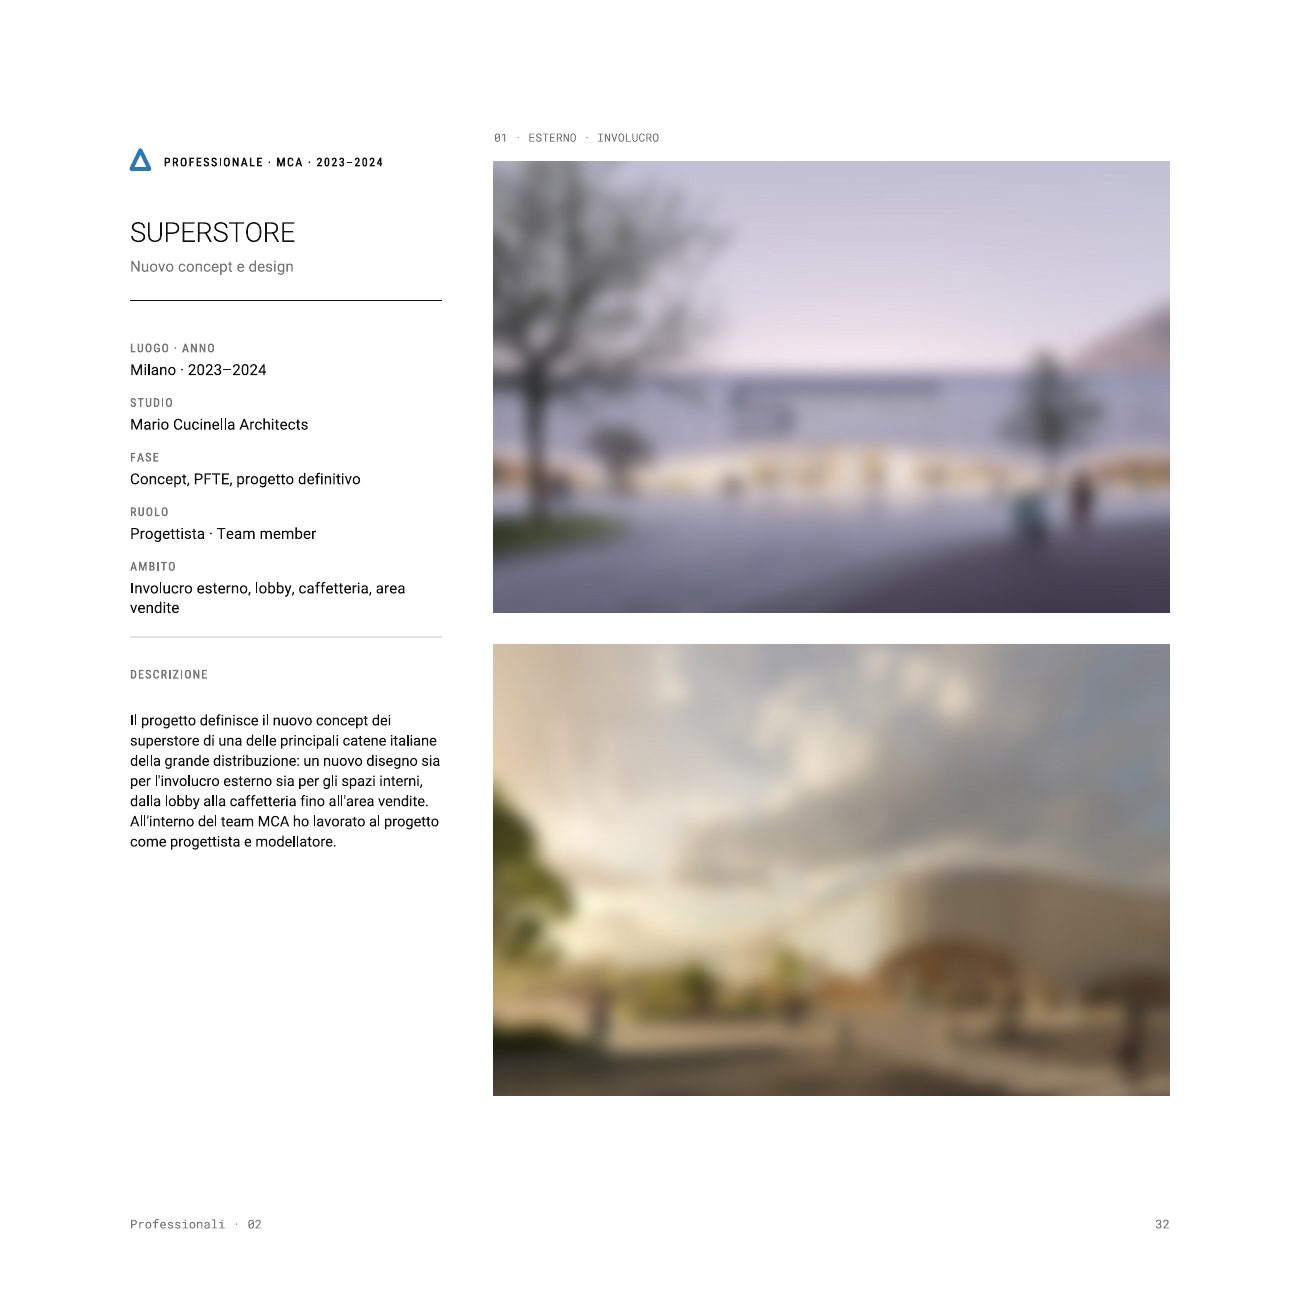 PROFESSIONALE · MCA · 2023–2024
SUPERSTORE
Nuovo concept e design
LUOGO · ANNO
Milano · 2023–2024
STUDIO
Mario Cucinella Architects
FASE
Concept, PFTE, progetto definitivo
RUOLO
Progettista · Team member
AMBITO
Involucro esterno, lobby, caffetteria, area
vendite
DESCRIZIONE
Il progetto definisce il nuovo concept dei
superstore di una delle principali catene italiane
della grande distribuzione: un nuovo disegno sia
per l'involucro esterno sia per gli spazi interni,
dalla lobby alla caffetteria fino all'area vendite.
All'interno del team MCA ho lavorato al progetto
come progettista e modellatore.
01 · ESTERNO · INVOLUCRO
Professionali · 02
32